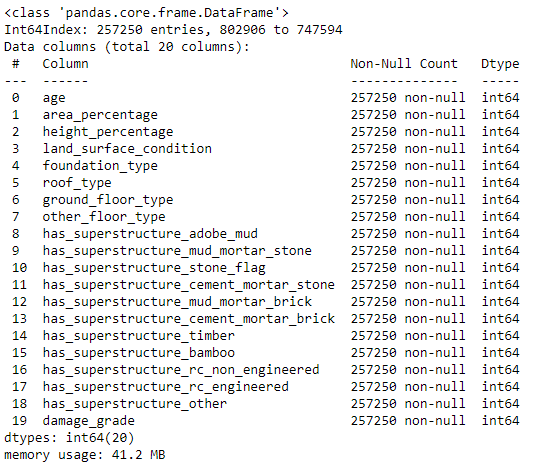 <class 'pandas.core.frame.DataFrame'>
Int64Index: 257250 entries, 802906 to 747594
Data columns (total 20 columns):
 #   Column                                  Non-Null Count   Dtype
---  ------                                  --------------   -----
 0   age                                     257250 non-null  int64
 1   area_percentage                         257250 non-null  int64
 2   height_percentage                       257250 non-null  int64
 3   land_surface_condition                  257250 non-null  int64
 4   foundation_type                         257250 non-null  int64
 5   roof_type                               257250 non-null  int64
 6   ground_floor_type                       257250 non-null  int64
 7   other_floor_type                        257250 non-null  int64
 8   has_superstructure_adobe_mud            257250 non-null  int64
 9   has_superstructure_mud_mortar_stone     257250 non-null  int64
 10  has_superstructure_stone_flag           257250 non-null  int64
 11  has_superstructure_cement_mortar_stone  257250 non-null  int64
 12  has_superstructure_mud_mortar_brick     257250 non-null  int64
 13  has_superstructure_cement_mortar_brick  257250 non-null  int64
 14  has_superstructure_timber               257250 non-null  int64
 15  has_superstructure_bamboo               257250 non-null  int64
 16  has_superstructure_rc_non_engineered    257250 non-null  int64
 17  has_superstructure_rc_engineered        257250 non-null  int64
 18  has_superstructure_other                257250 non-null  int64
 19  damage_grade                            257250 non-null  int64
dtypes: int64(20)
memory usage: 41.2 MB